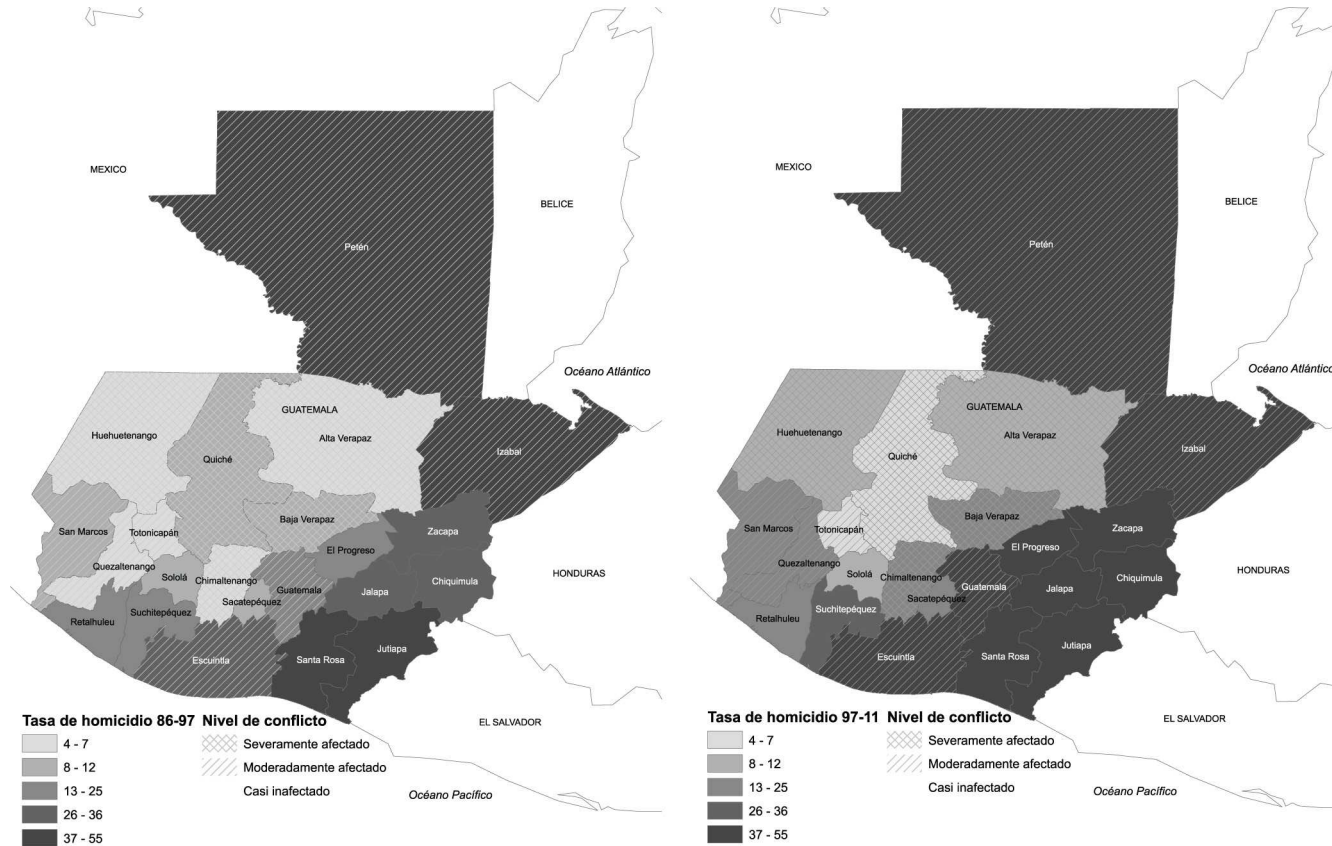 MEXICO
BELICE
Petén
Océano Atlántico
GUATEMALA
Huehuetenango
Alta Verapaz
Izabal
Quiché
San Marcos
Totonicapán
Baja Verapaz
Zacapa
El Progreso
Quezaltenango
Sololá
Chimaltenango
Guatemala
Chiquimula
HONDURAS
Sacatepéquez
Jalapa
Suchitepéquez
Retalhuleu
Escuintla
Santa Rosa
Jutiapa
EL SALVADOR
Océano Pacífico
Tasa de homicidio 86-97
4 - 7
8 - 12
13 - 25
26 - 36
37 - 55
Nivel de conflicto
Severamente afectado
Moderadamente afectado
Casi inafectado
MEXICO
BELICE
Petén
Océano Atlántico
GUATEMALA
Huehuetenango
Alta Verapaz
Izabal
Quiché
San Marcos
Totonicapán
Baja Verapaz
Zacapa
El Progreso
Quezaltenango
Sololá
Chimaltenango
Guatemala
Chiquimula
HONDURAS
Sacatepéquez
Jalapa
Suchitepéquez
Retalhuleu
Escuintla
Santa Rosa
Jutiapa
EL SALVADOR
Océano Pacífico
Tasa de homicidio 97-11
4 - 7
8 - 12
13 - 25
26 - 36
37 - 55
Nivel de conflicto
Severamente afectado
Moderadamente afectado
Casi inafectado